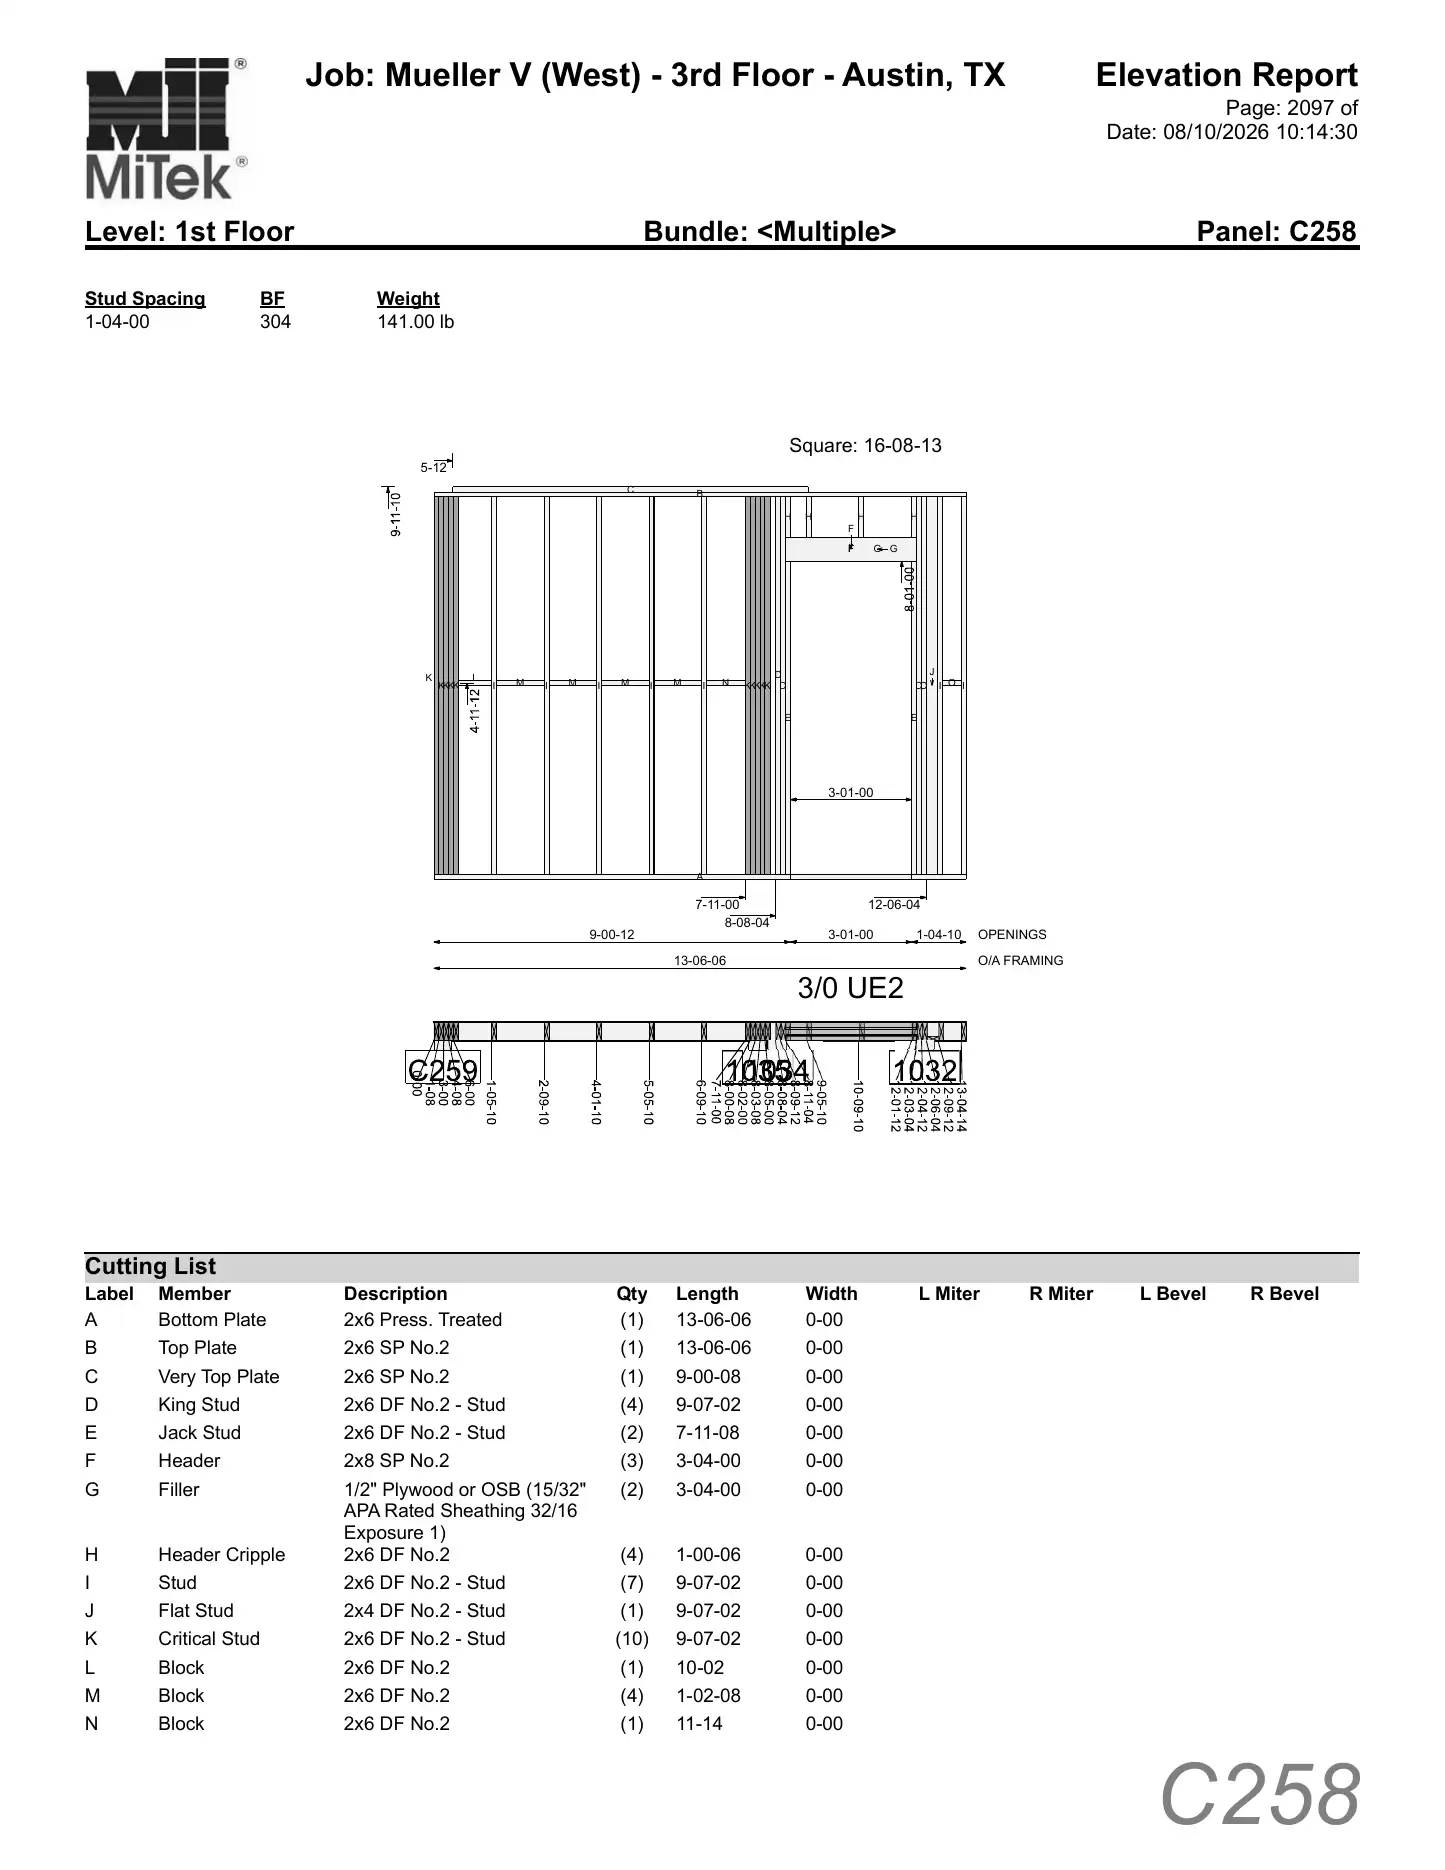 Job: Mueller V (West) - 3rd Floor - Austin, TX
Elevation Report
Page: 2097 of
Date: 08/10/2026 10:14:30
MiTek®
Level: 1st Floor Bundle: <Multiple> Panel: C258
Stud Spacing BF Weight
1-04-00 304 141.00 lb
Square: 16-08-13
5-12
9-11-10
C B
F
F G G
8-01-00
K
KKKK
M M M M N
KKKK
D
D
J
I
4-11-12
E E
3-01-00
A
7-11-00 12-06-04
8-08-04
9-00-12 3-01-00 1-04-10 OPENINGS
13-06-06 O/A FRAMING
3/0 UE2
C259 1034 1032
1-05-10
2-09-10
4-01-10
5-05-10
6-09-10
7-11-00
9-05-10
10-09-10
13-04-14
Cutting List
Label Member Description Qty Length Width L Miter R Miter L Bevel R Bevel
A Bottom Plate 2x6 Press. Treated (1) 13-06-06 0-00
B Top Plate 2x6 SP No.2 (1) 13-06-06 0-00
C Very Top Plate 2x6 SP No.2 (1) 9-00-08 0-00
D King Stud 2x6 DF No.2 - Stud (4) 9-07-02 0-00
E Jack Stud 2x6 DF No.2 - Stud (2) 7-11-08 0-00
F Header 2x8 SP No.2 (3) 3-04-00 0-00
G Filler 1/2" Plywood or OSB (15/32" (2) 3-04-00 0-00
APA Rated Sheathing 32/16
Exposure 1)
H Header Cripple 2x6 DF No.2 (4) 1-00-06 0-00
I Stud 2x6 DF No.2 - Stud (7) 9-07-02 0-00
J Flat Stud 2x4 DF No.2 - Stud (1) 9-07-02 0-00
K Critical Stud 2x6 DF No.2 - Stud (10) 9-07-02 0-00
L Block 2x6 DF No.2 (1) 10-02 0-00
M Block 2x6 DF No.2 (4) 1-02-08 0-00
N Block 2x6 DF No.2 (1) 11-14 0-00
C258